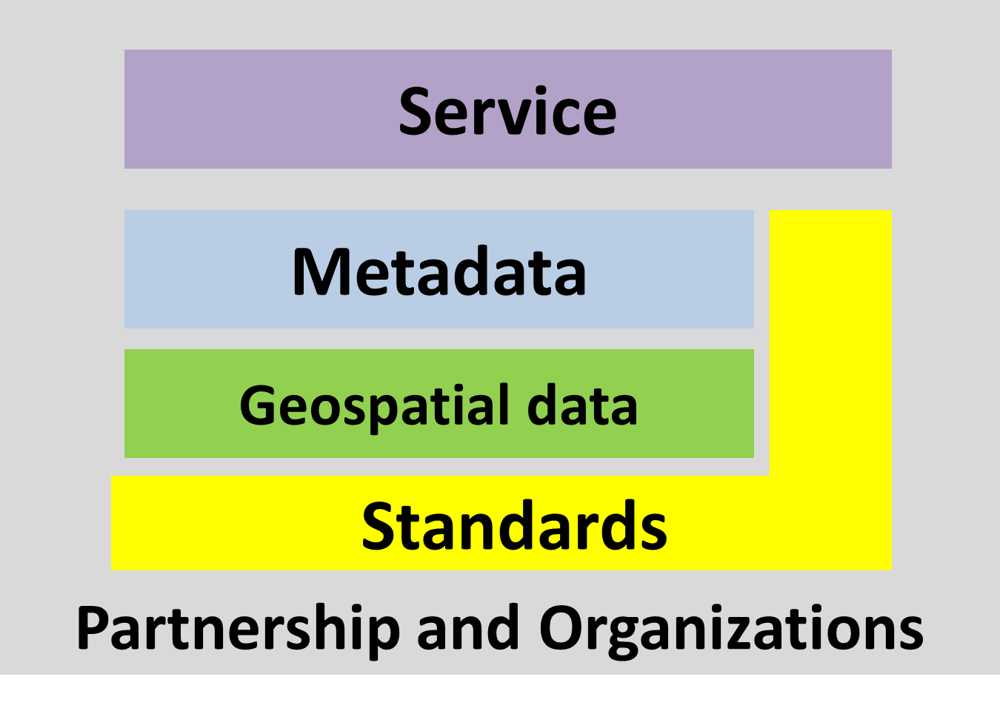 Service
Metadata
Geospatial data
Standards
Partnership and Organizations